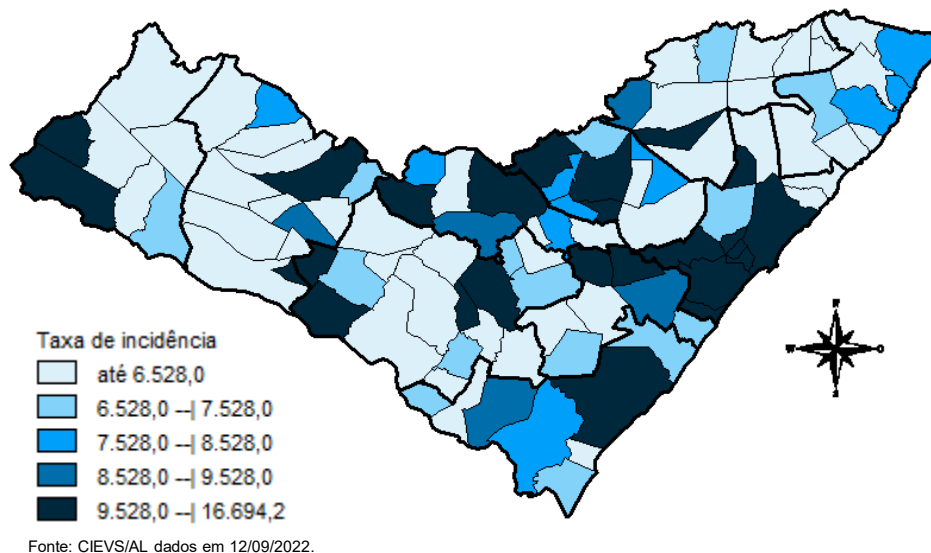 Taxa de incidência
até 6.528,0
6.528,0 --| 7.528,0
7.528,0 --| 8.528,0
8.528,0 --| 9.528,0
9.528,0 --| 16.694,2
N
W
O
S
Fonte: CIEVS/AL dados em 12/09/2022.